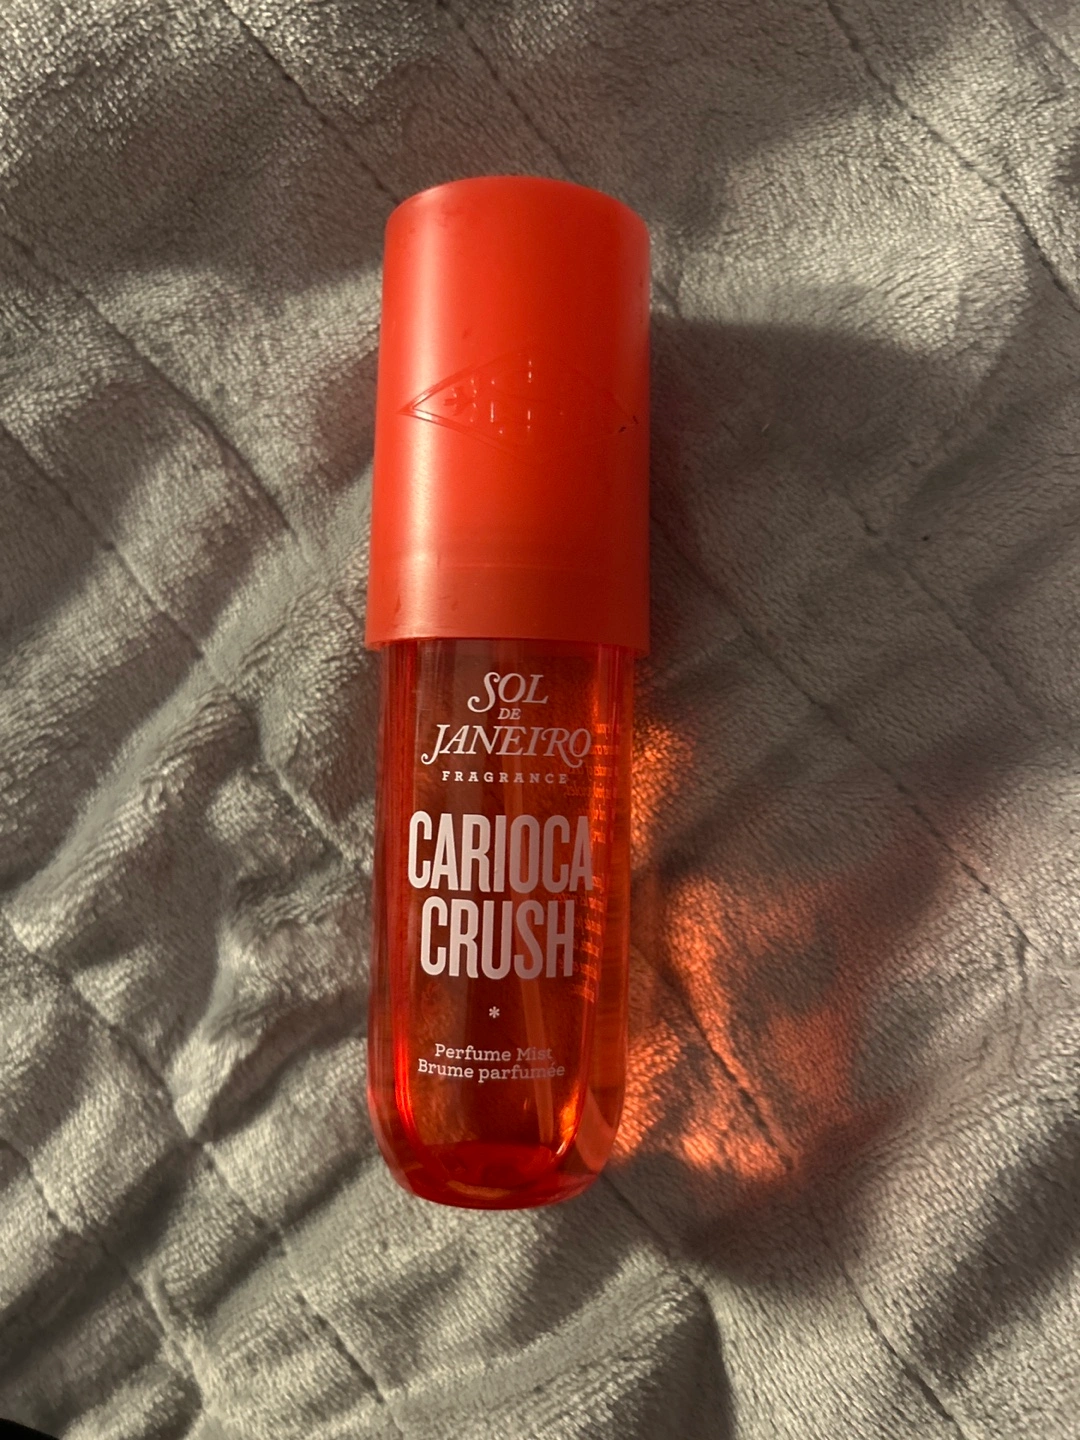 SOL
DE
JANEIRO
FRAGRANCE
CARIOCA
CRUSH
*
Perfume Mist
Brume parfumée